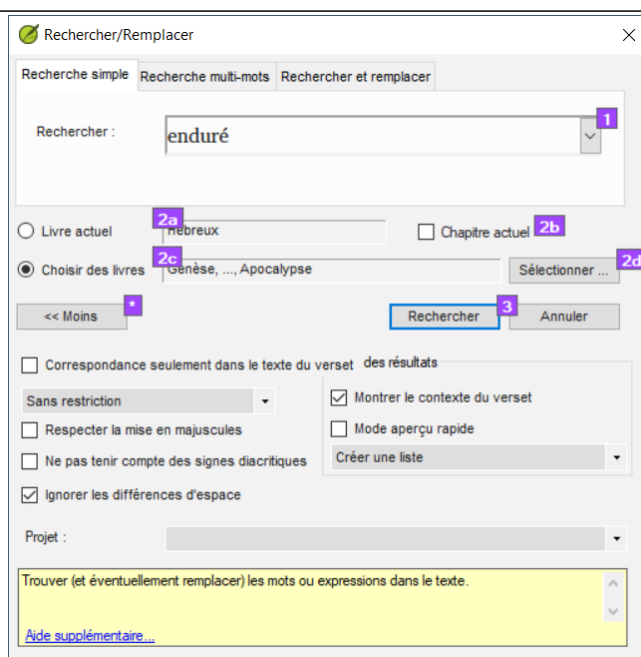 Rechercher/Remplacer
Recherche simple Recherche multi-mots Rechercher et remplacer
Rechercher : enduré 1
Livre actuel 2a Hébreux Chapitre actuel 2b
Choisir des livres 2c Genèse, ..., Apocalypse Sélectionner ... 2d
<< Moins * Rechercher 3 Annuler
Correspondance seulement dans le texte du verset des résultats
Sans restriction Montrer le contexte du verset
Respecter la mise en majuscules Mode aperçu rapide
Ne pas tenir compte des signes diacritiques Créer une liste
Ignorer les différences d'espace
Projet :
Trouver (et éventuellement remplacer) les mots ou expressions dans le texte.
Aide supplémentaire...